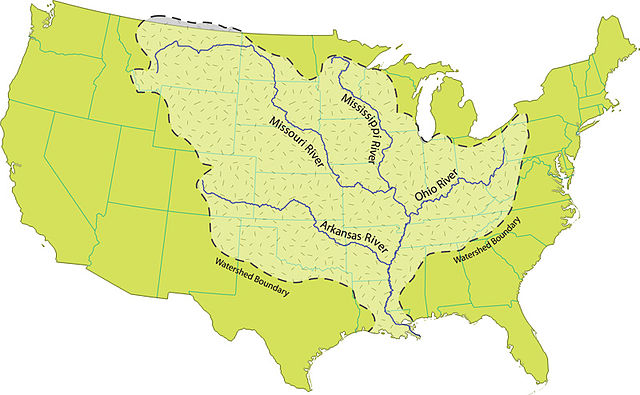 Mississippi River
Missouri River
Ohio River
Arkansas River
Watershed Boundary
Watershed Boundary